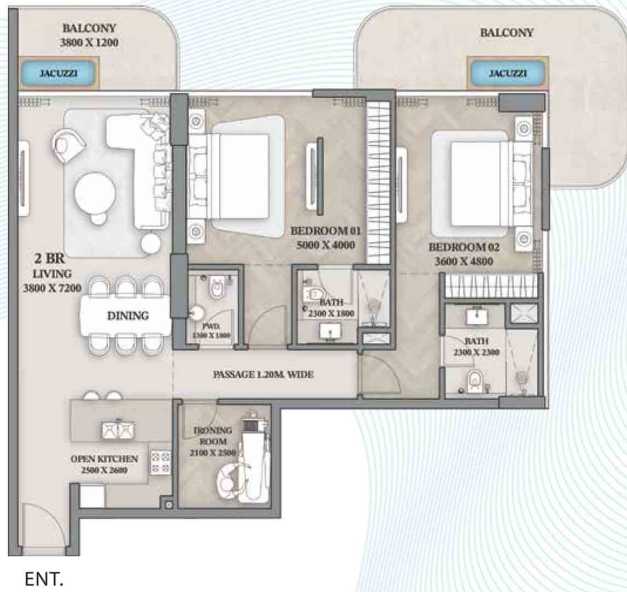 BALCONY
3800 X 1200
JACUZZI
BALCONY
JACUZZI
BEDROOM 01
5000 X 4000
BEDROOM 02
3600 X 4800
2 BR
LIVING
3800 X 7200
DINING
PWD.
1300 X 1800
BATH
2300 X 1800
BATH
2300 X 2300
PASSAGE 1.20M. WIDE
IRONING
ROOM
2100 X 2500
OPEN KITCHEN
2500 X 2600
ENT.